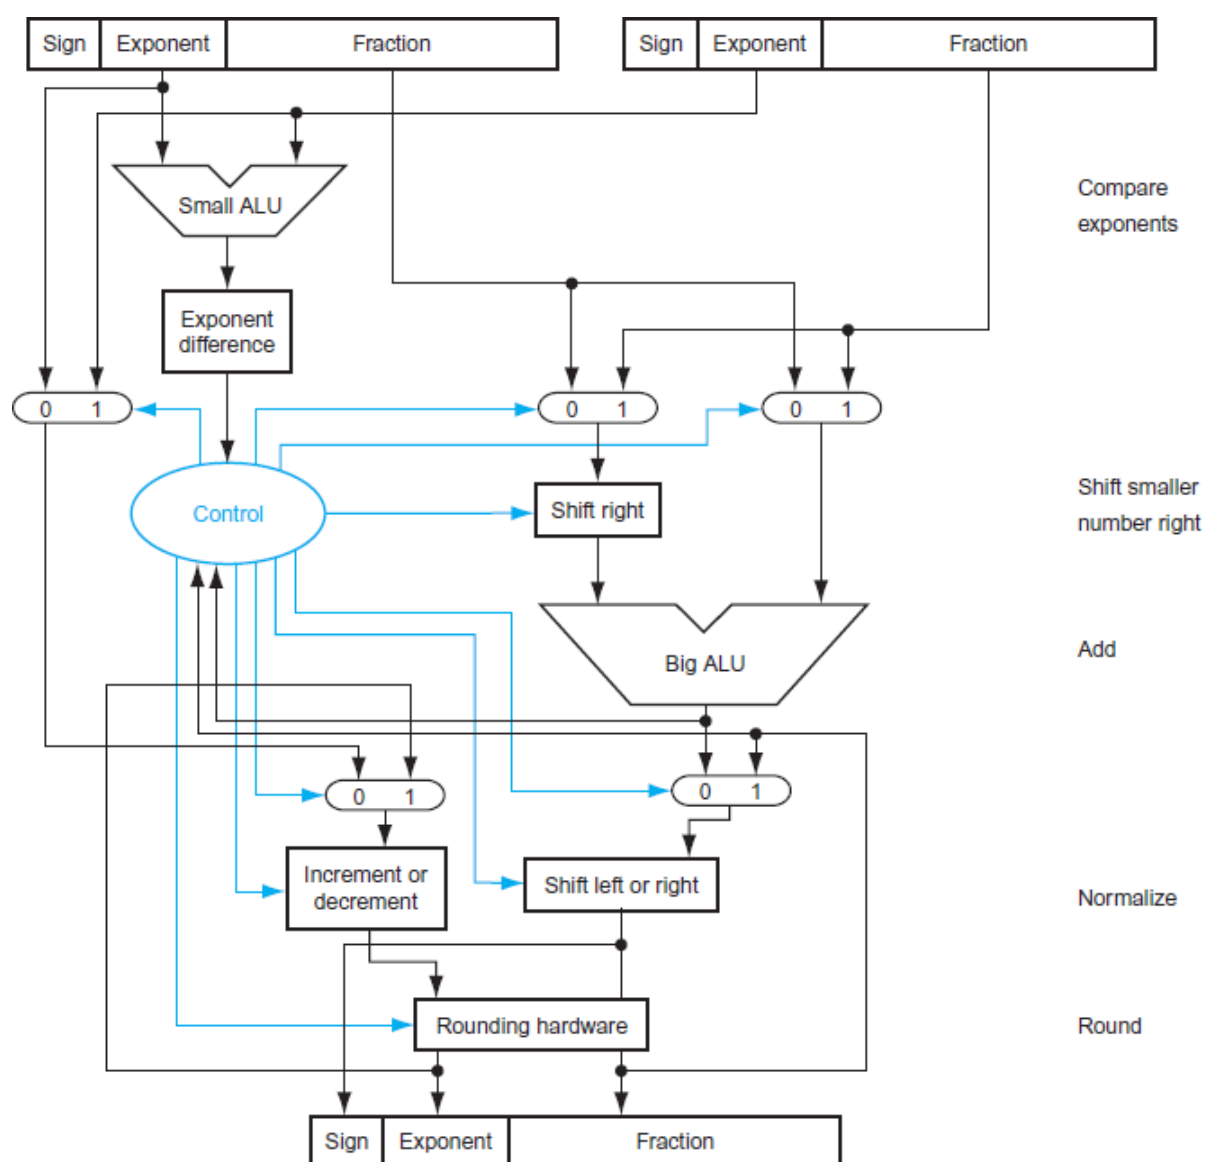 Sign Exponent Fraction Sign Exponent Fraction
Small ALU
Compare
exponents
Exponent
difference
0 1 0 1 0 1
Control
Shift right
Shift smaller
number right
Big ALU
Add
0 1 0 1
Increment or
decrement
Shift left or right
Normalize
Rounding hardware
Round
Sign Exponent Fraction